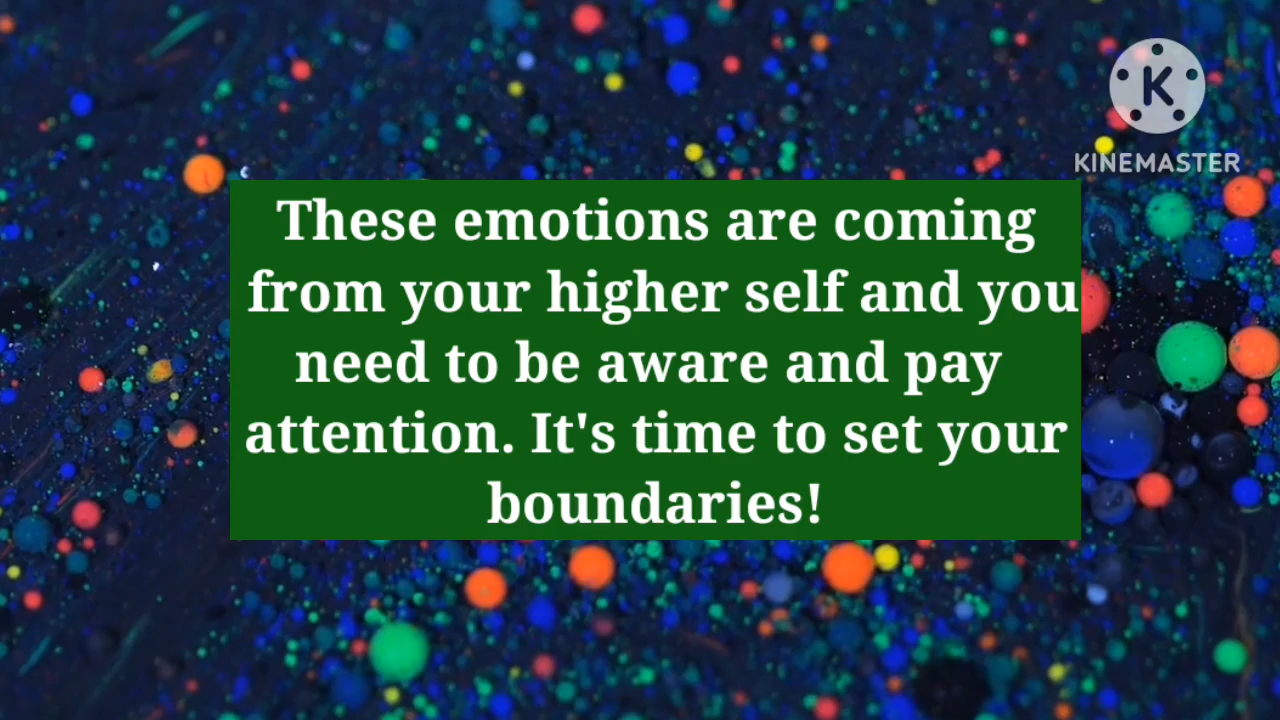 K
KINEMASTER
These emotions are coming
from your higher self and you
need to be aware and pay
attention. It's time to set your
boundaries!